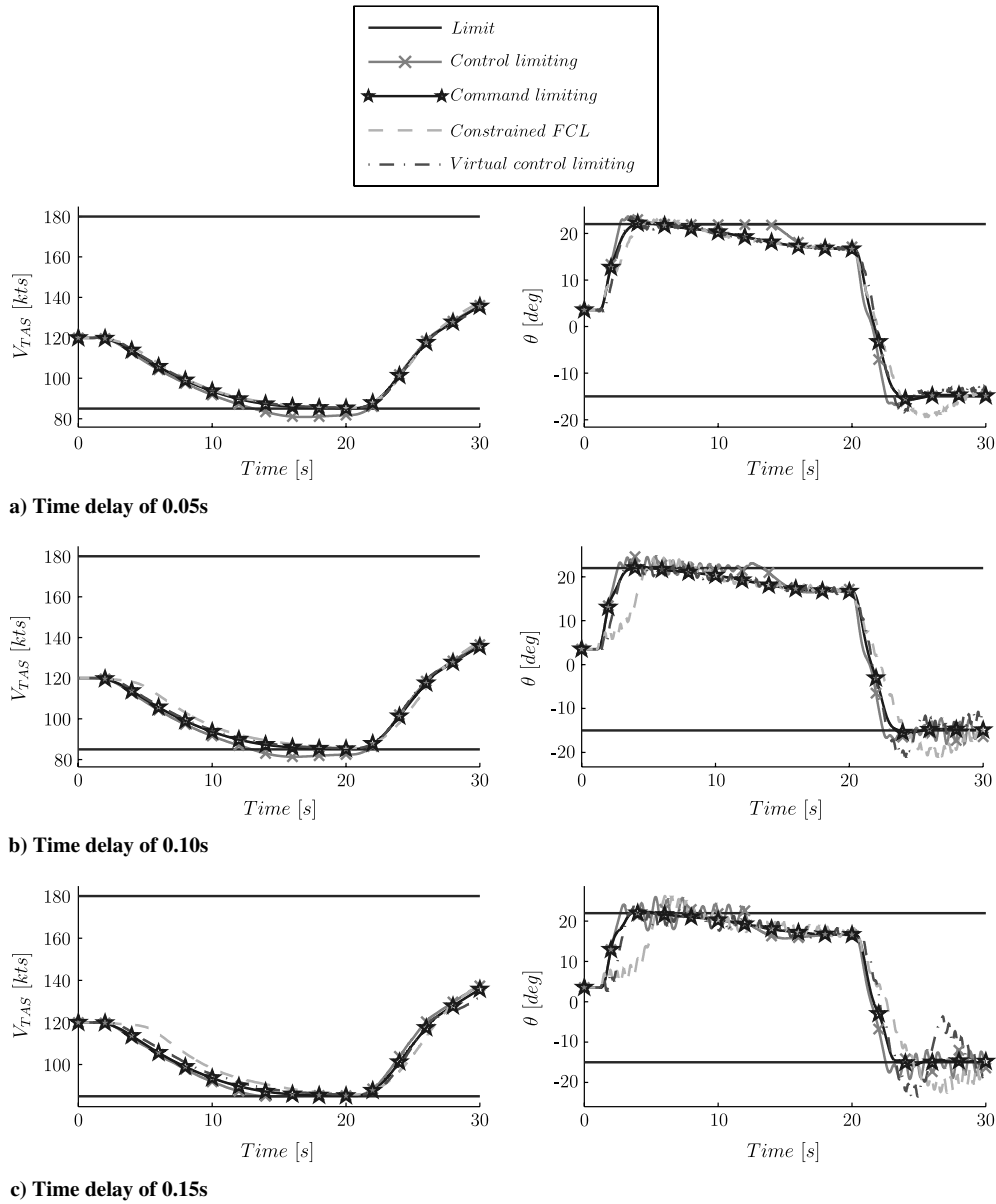 Limit
Control limiting
Command limiting
Constrained FCL
Virtual control limiting
180
160
140
120
100
80
V_TAS [kts]
0 10 20 30
Time [s]
20
10
0
-10
-20
θ [deg]
0 10 20 30
Time [s]
a) Time delay of 0.05s
180
160
140
120
100
80
V_TAS [kts]
0 10 20 30
Time [s]
20
10
0
-10
-20
θ [deg]
0 10 20 30
Time [s]
b) Time delay of 0.10s
180
160
140
120
100
V_TAS [kts]
0 10 20 30
Time [s]
20
10
0
-10
-20
θ [deg]
0 10 20 30
Time [s]
c) Time delay of 0.15s